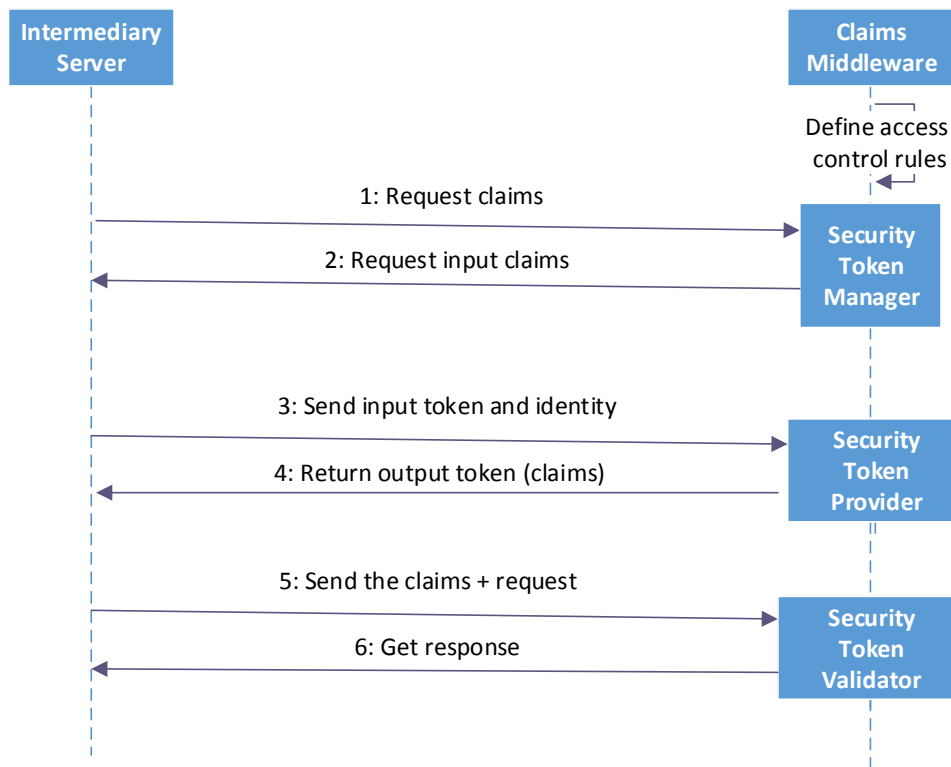 Intermediary
Server
Claims
Middleware
Define access
control rules
1: Request claims
Security
Token
Manager
2: Request input claims
3: Send input token and identity
Security
Token
Provider
4: Return output token (claims)
5: Send the claims + request
Security
Token
Validator
6: Get response